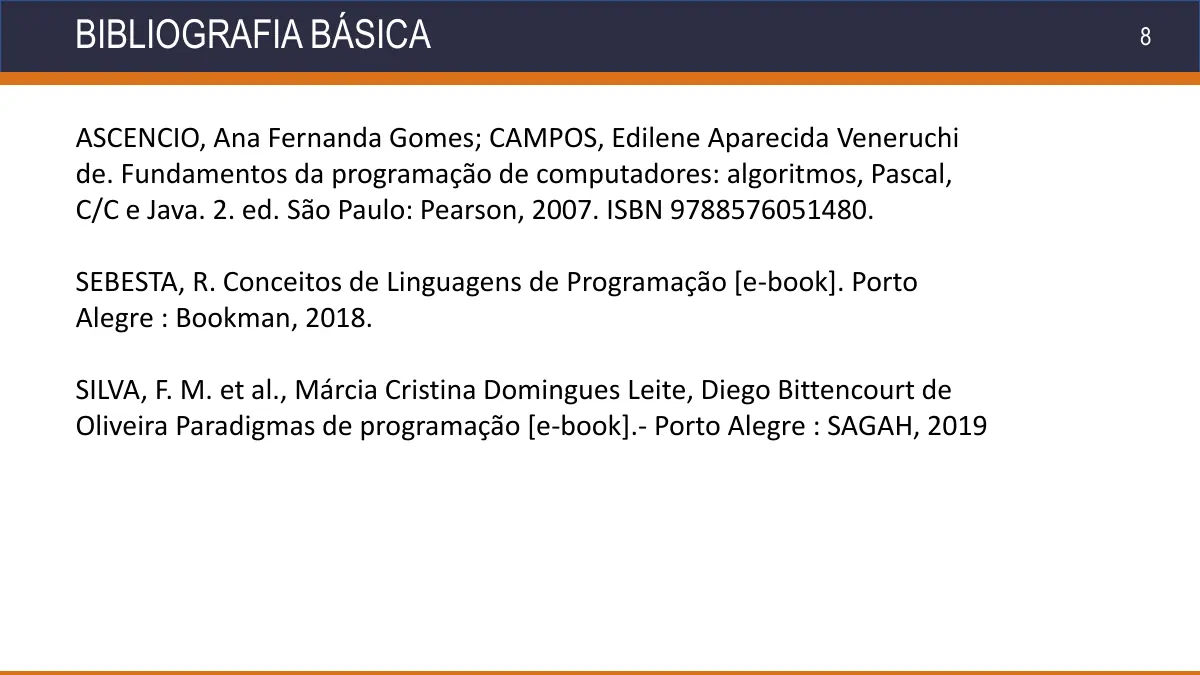 BIBLIOGRAFIA BÁSICA
8
ASCENCIO, Ana Fernanda Gomes; CAMPOS, Edilene Aparecida Veneruchi
de. Fundamentos da programação de computadores: algoritmos, Pascal,
C/C e Java. 2. ed. São Paulo: Pearson, 2007. ISBN 9788576051480.
SEBESTA, R. Conceitos de Linguagens de Programação [e-book]. Porto
Alegre : Bookman, 2018.
SILVA, F. M. et al., Márcia Cristina Domingues Leite, Diego Bittencourt de
Oliveira Paradigmas de programação [e-book].- Porto Alegre : SAGAH, 2019